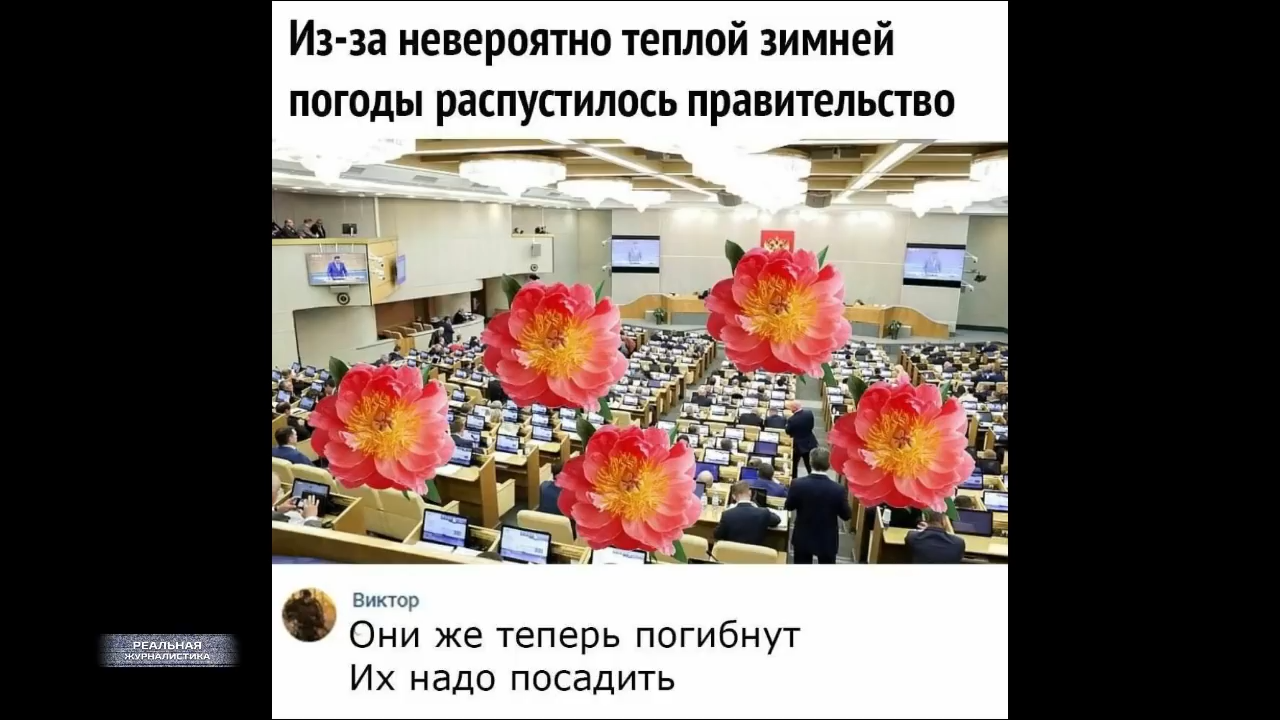 Из-за невероятно теплой зимней
погоды распустилось правительство
Виктор
Они же теперь погибнут
Их надо посадить
РЕАЛЬНАЯ
ЖУРНАЛИСТИКА